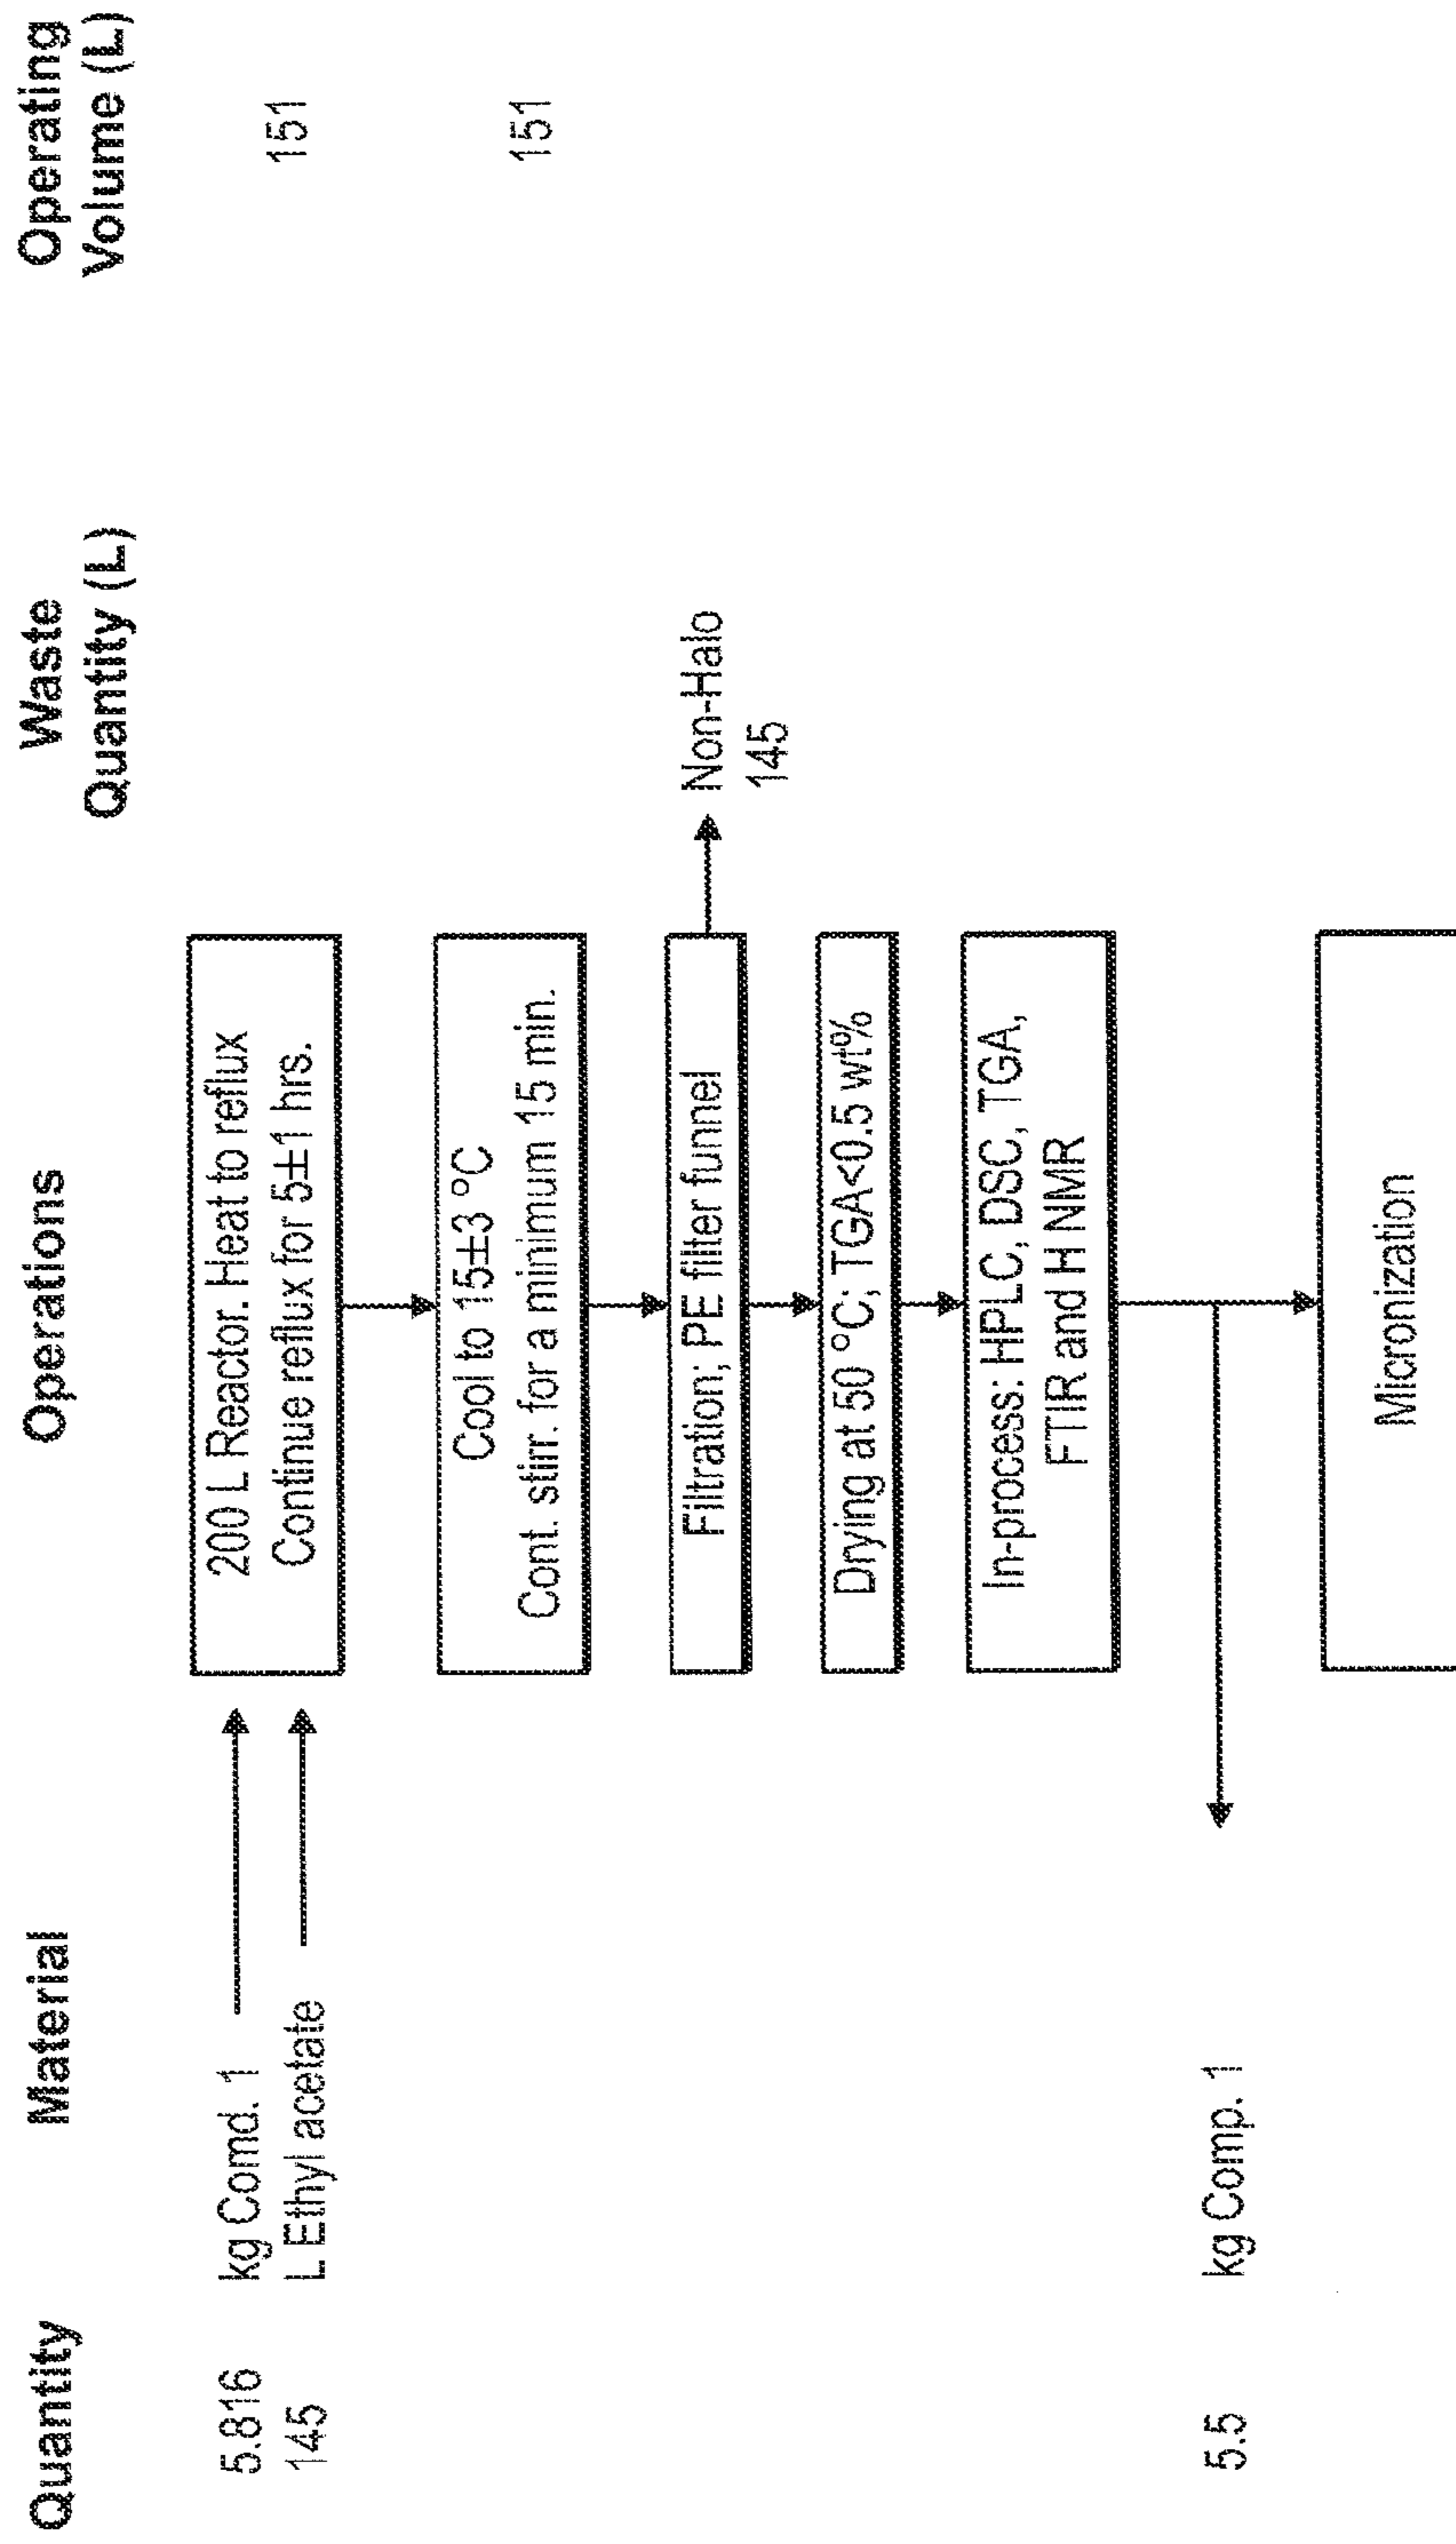 Quantity
Material
Operations
Waste
Quantity (L)
Operating
Volume (L)
5.816
kg Comd. 1
145
L Ethyl acetate
200 L Reactor. Heat to reflux
Continue reflux for 5±1 hrs.
151
Cool to 15±3 °C
Cont. stirr. for a minimum 15 min.
151
Filtration; PE filter funnel
Non-Halo
145
Drying at 50 °C; TGA<0.5 wt%
In-process: HPLC, DSC, TGA,
FTIR and H NMR
5.5
kg Comp. 1
Micronization